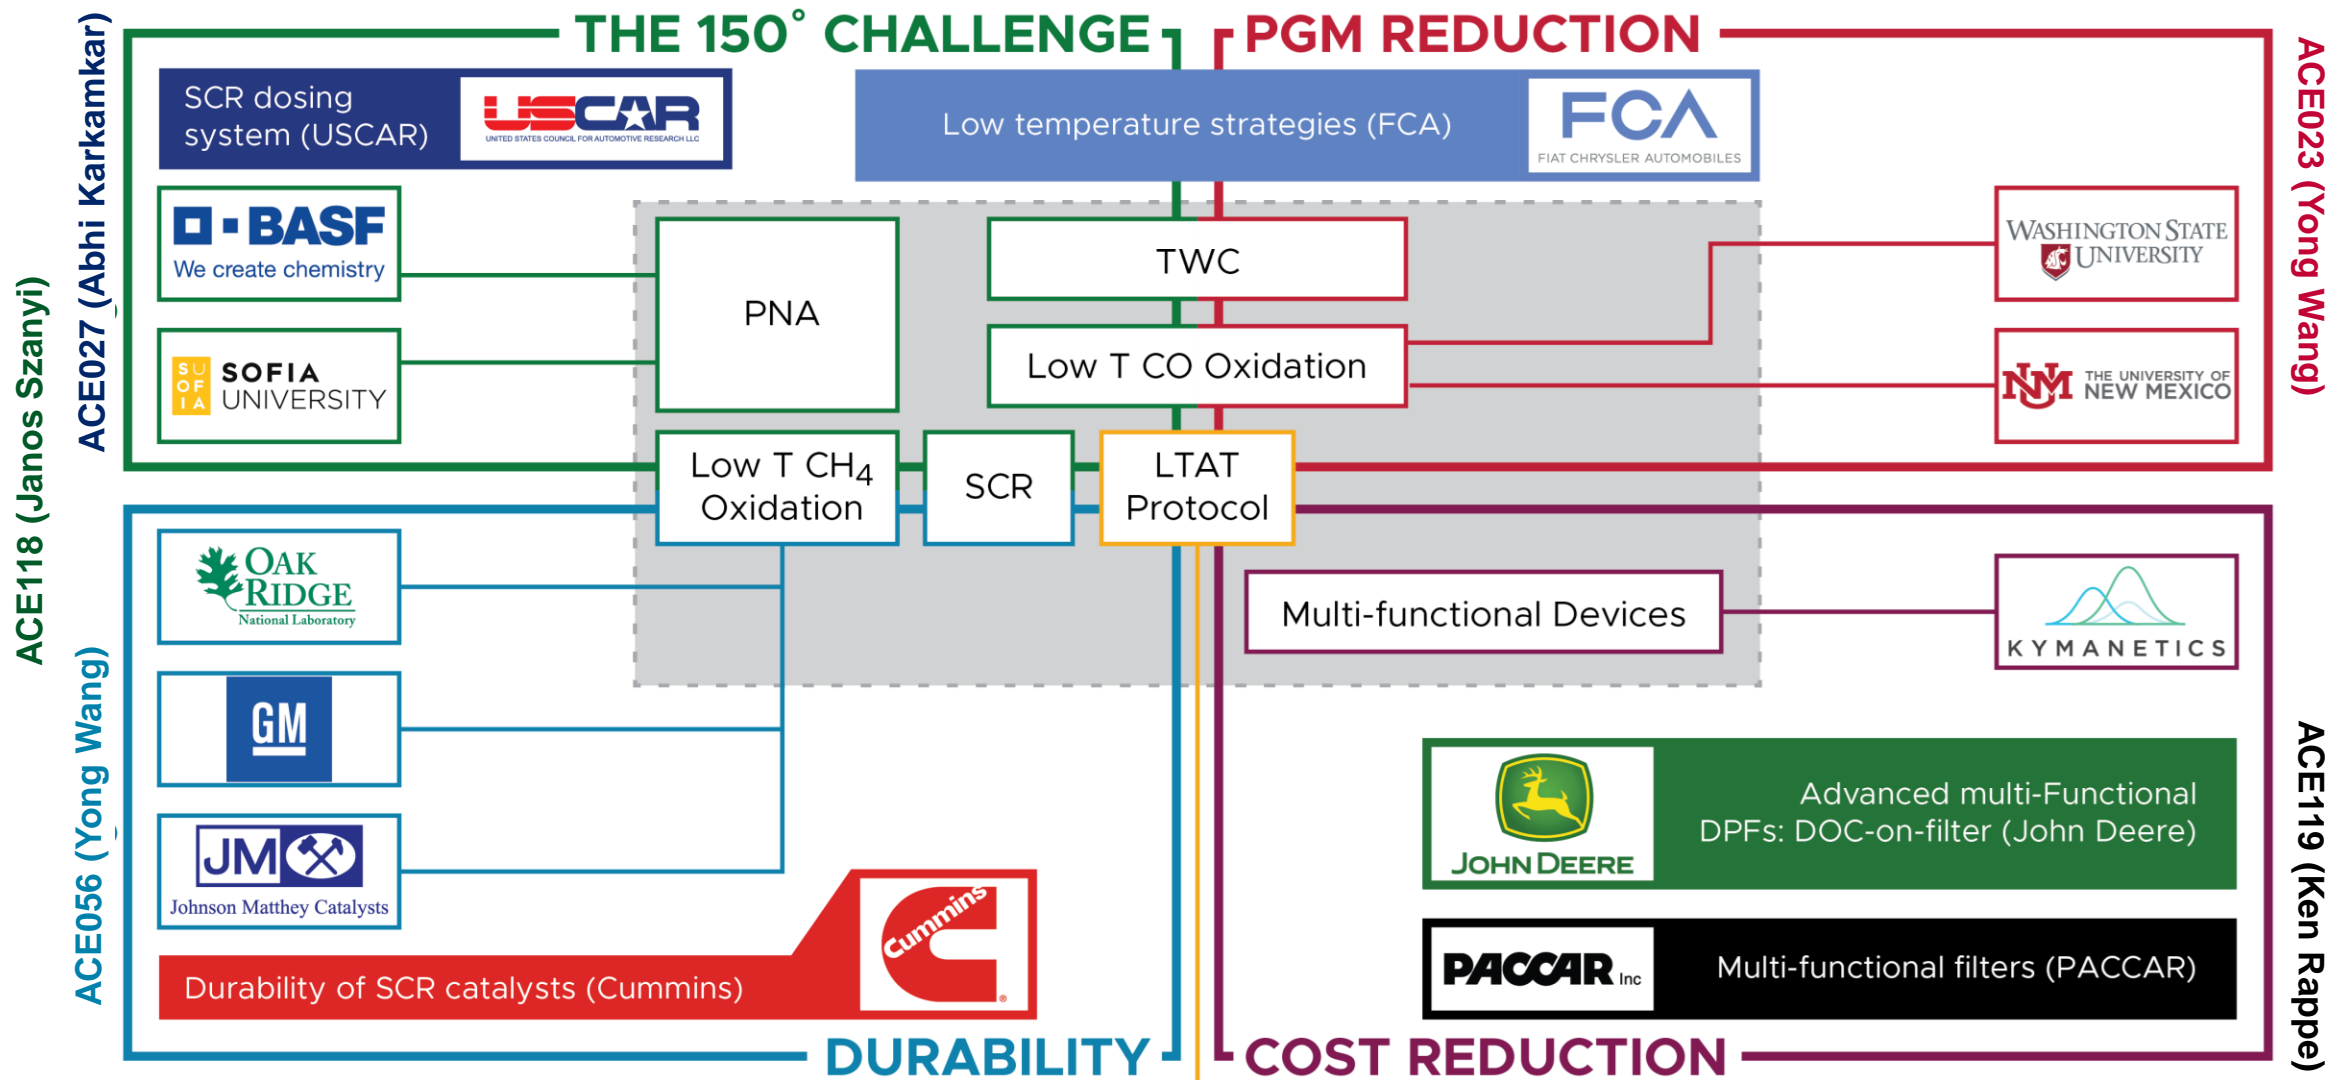 THE 150° CHALLENGE
PGM REDUCTION
SCR dosing
system (USCAR)
USCAR
UNITED STATES COUNCIL FOR AUTOMOTIVE RESEARCH LLC
Low temperature strategies (FCA)
FCA
FIAT CHRYSLER AUTOMOBILES
ACE118 (Janos Szanyi)
ACE027 (Abhi Karkamkar)
ACE023 (Yong Wang)
BASF
We create chemistry
SU
OF
IA
SOFIA
UNIVERSITY
PNA
TWC
Low T CO Oxidation
WASHINGTON STATE
UNIVERSITY
NM
THE UNIVERSITY OF
NEW MEXICO
Low T CH4
Oxidation
SCR
LTAT
Protocol
Multi-functional Devices
KYMANETICS
ACE056 (Yong Wang)
ACE119 (Ken Rappe)
OAK
RIDGE
National Laboratory
GM
JM
Johnson Matthey Catalysts
Durability of SCR catalysts (Cummins)
Cummins
®
JOHN DEERE
Advanced multi-Functional
DPFs: DOC-on-filter (John Deere)
PACCAR Inc
Multi-functional filters (PACCAR)
DURABILITY
COST REDUCTION